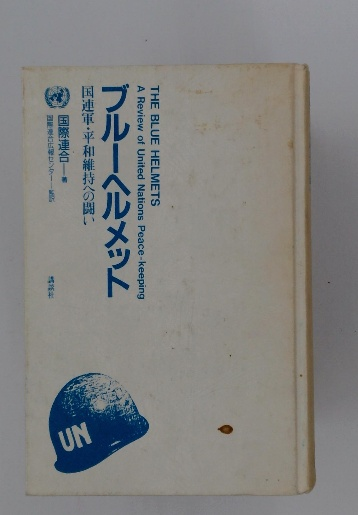 THE BLUE HELMETS
A Review of United Nations Peace-keeping
ブルーヘルメット
国連軍・平和維持への闘い
国際連合―著
国際連合広報センター―監訳
講談社
UN